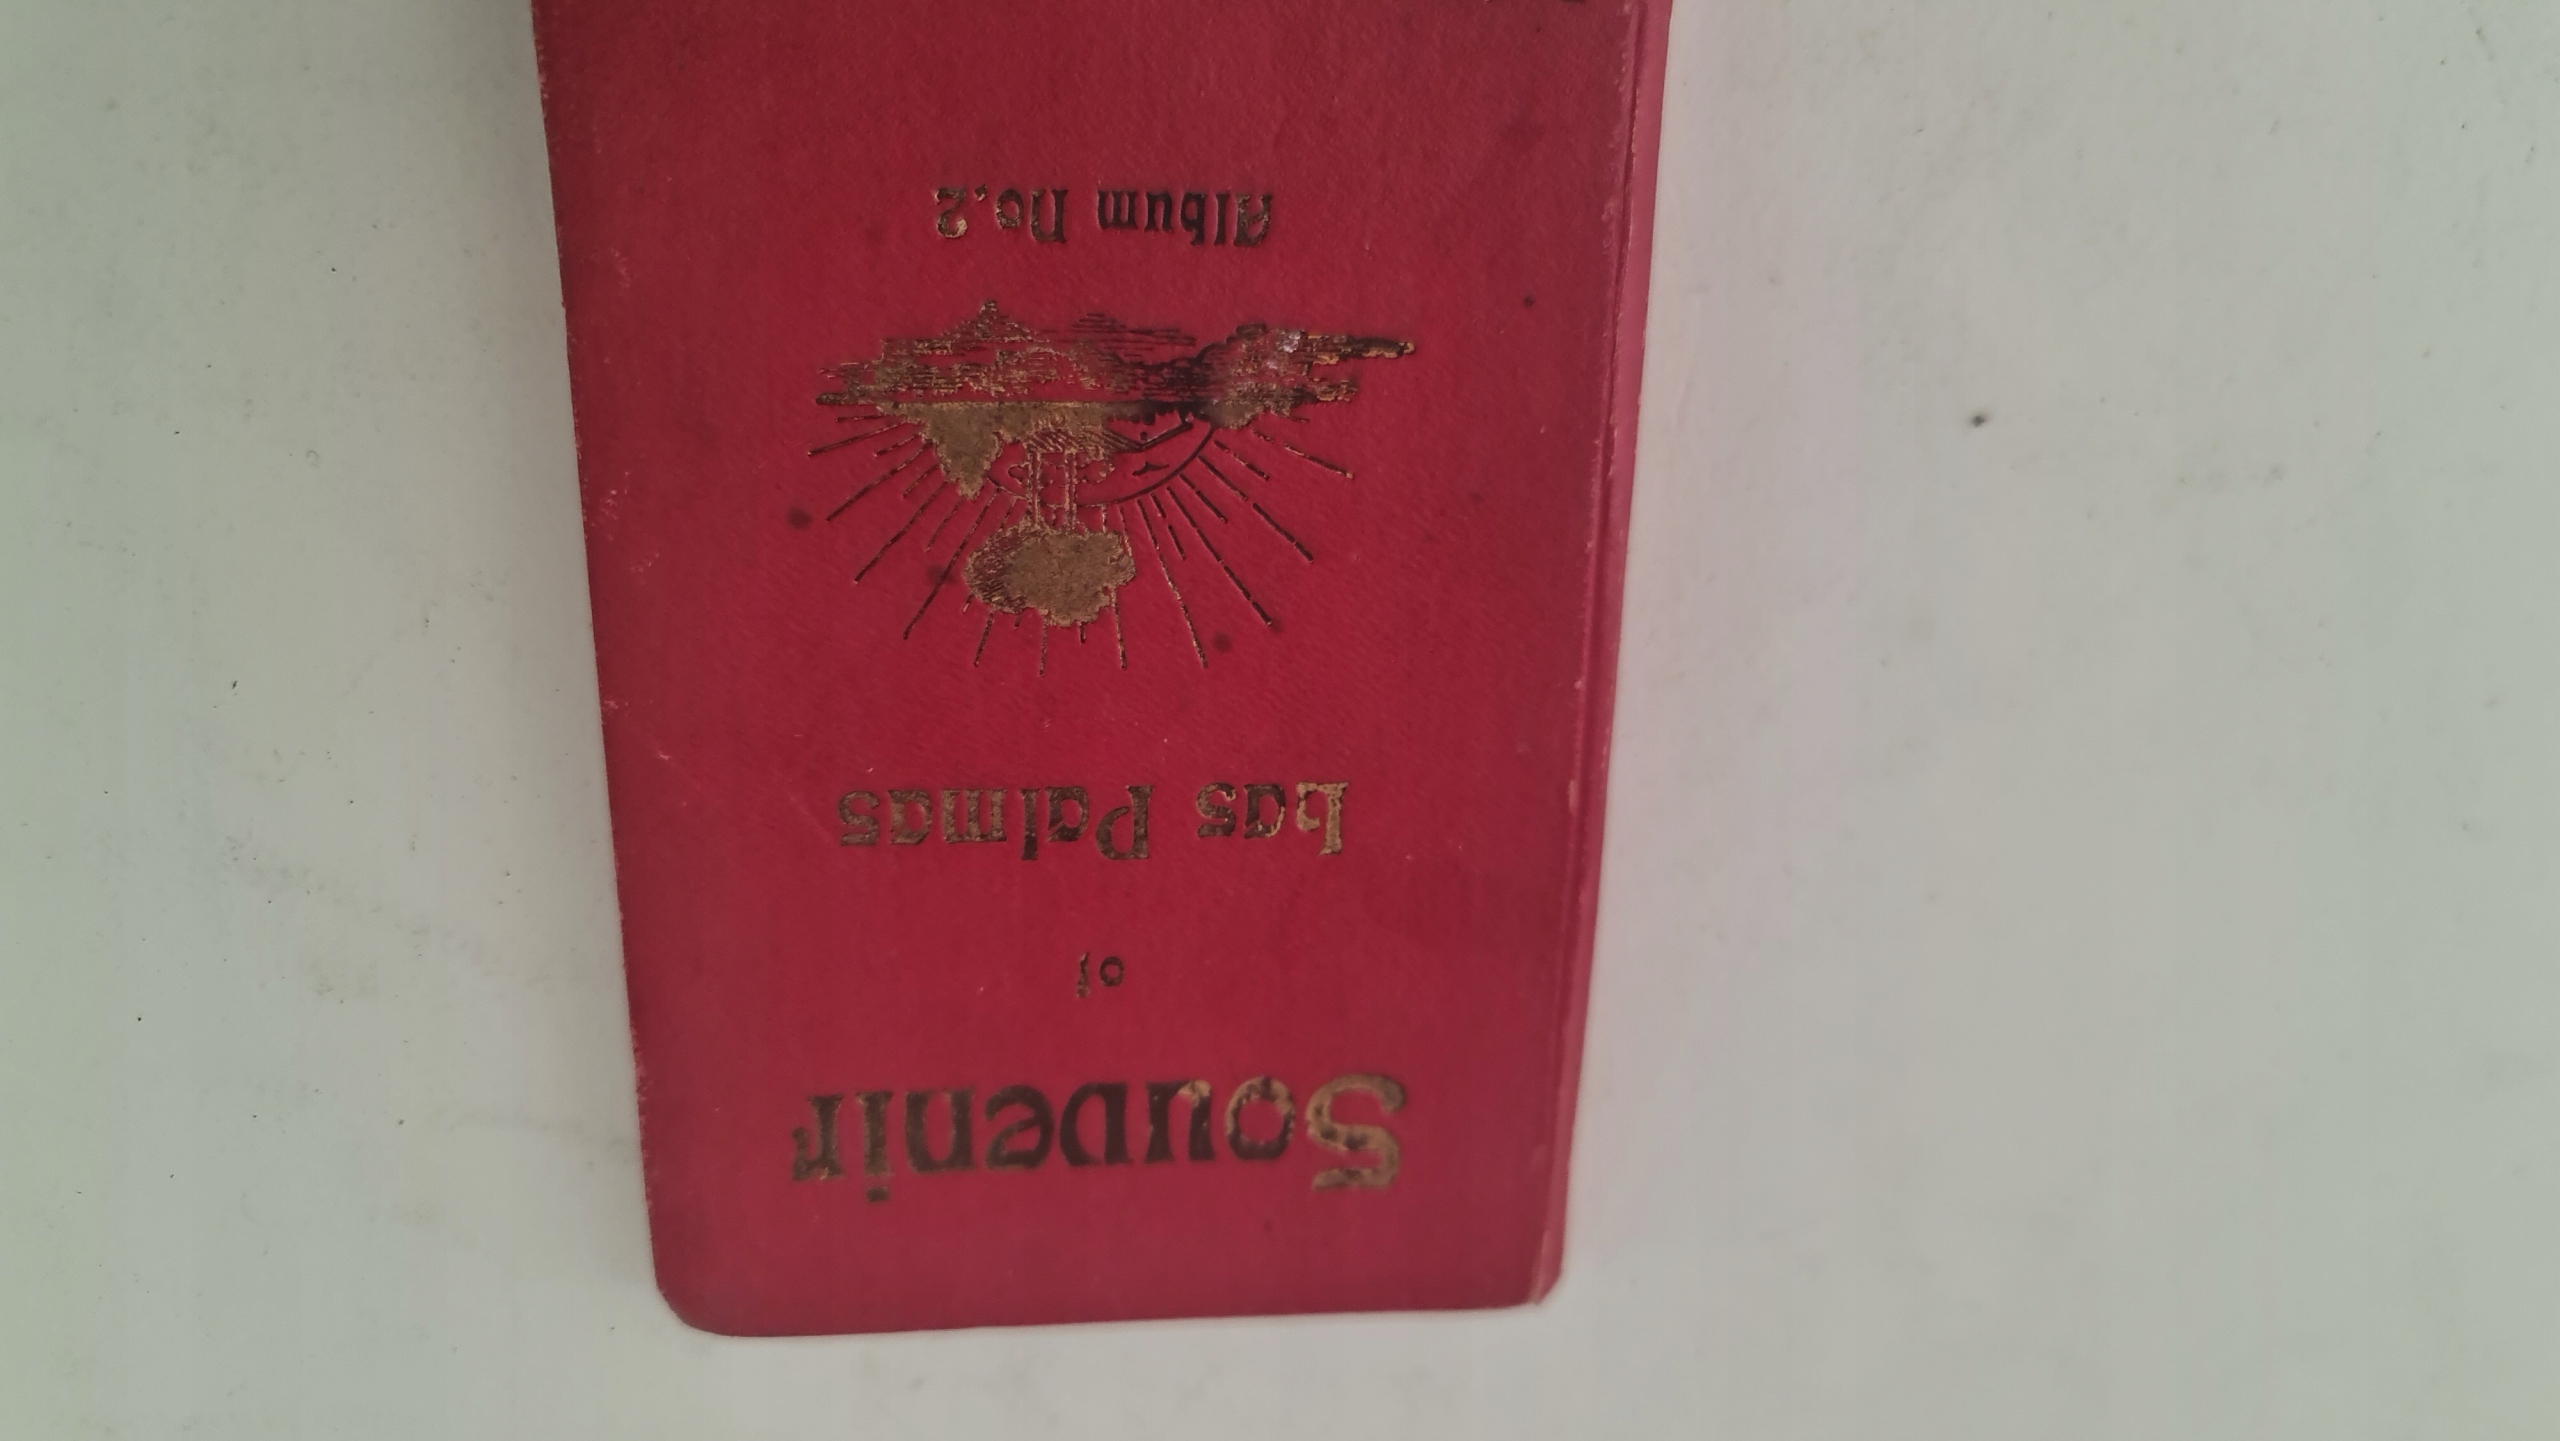 Souvenir
of
Las Palmas
Album No. 2